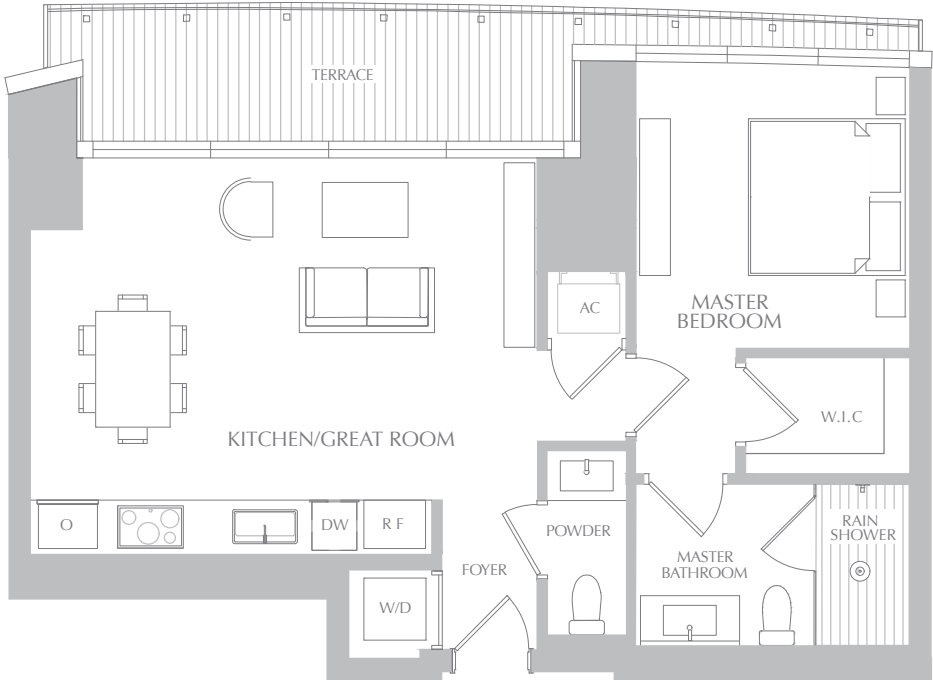 TERRACE
AC
MASTER
BEDROOM
W.I.C
KITCHEN/GREAT ROOM
O
DW
R F
POWDER
RAIN
SHOWER
FOYER
MASTER
BATHROOM
W/D